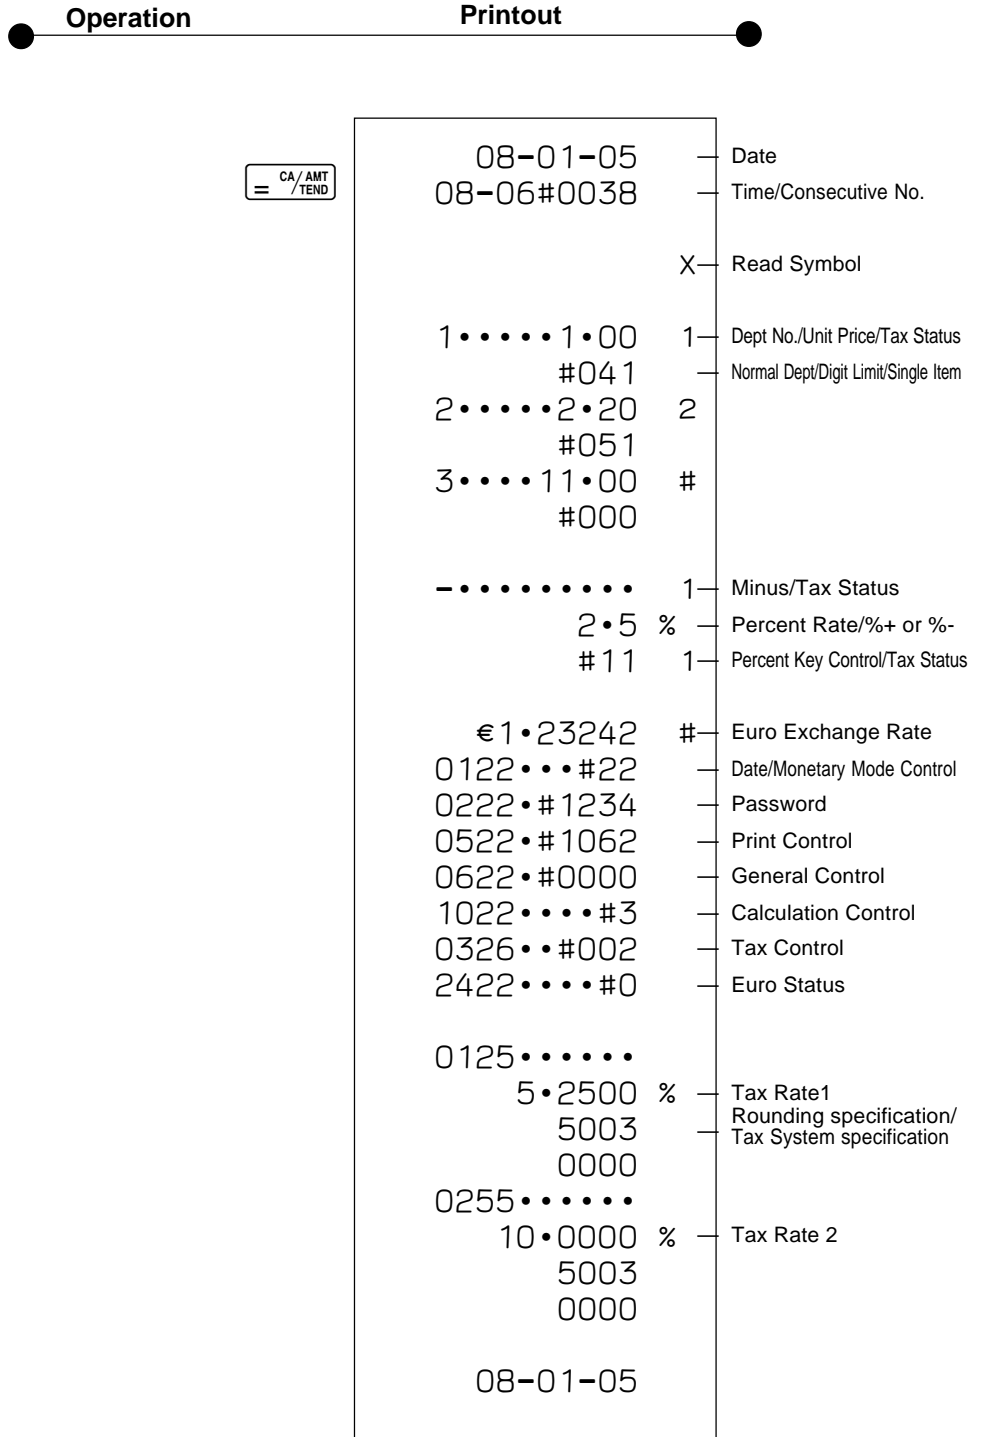 Operation Printout
08-01-05 — Date
= CA/AMT/TEND 08-06#0038 — Time/Consecutive No.
X — Read Symbol
1•••••1•00 1 — Dept No./Unit Price/Tax Status
#041 — Normal Dept/Digit Limit/Single Item
2•••••2•20 2
#051
3••••11•00 #
#000
-••••••••• 1 — Minus/Tax Status
2•5 % — Percent Rate/%+ or %-
#11 1 — Percent Key Control/Tax Status
€1•23242 # — Euro Exchange Rate
0122•••#22 — Date/Monetary Mode Control
0222•#1234 — Password
0522•#1062 — Print Control
0622•#0000 — General Control
1022••••#3 — Calculation Control
0326••#002 — Tax Control
2422••••#0 — Euro Status
0125••••••
5•2500 % — Tax Rate1
Rounding specification/
5003 — Tax System specification
0000
0255••••••
10•0000 % — Tax Rate 2
5003
0000
08-01-05